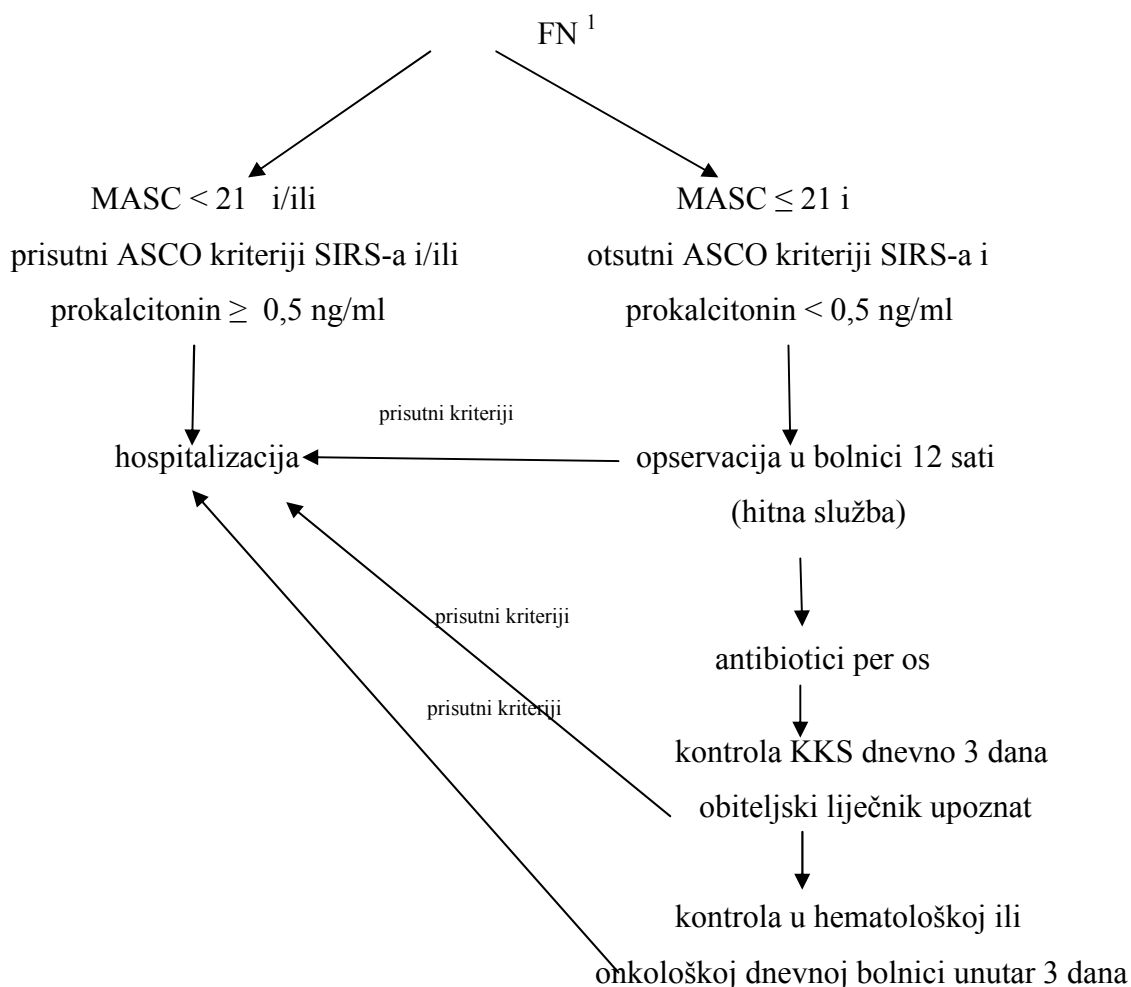 FN 1
MASC < 21 i/ili
prisutni ASCO kriteriji SIRS-a i/ili
prokalcitonin ≥ 0,5 ng/ml
MASC ≤ 21 i
otsutni ASCO kriteriji SIRS-a i
prokalcitonin < 0,5 ng/ml
prisutni kriteriji
hospitalizacija
opservacija u bolnici 12 sati
(hitna služba)
prisutni kriteriji
antibiotici per os
prisutni kriteriji
kontrola KKS dnevno 3 dana
obiteljski liječnik upoznat
kontrola u hematološkoj ili
onkološkoj dnevnoj bolnici unutar 3 dana